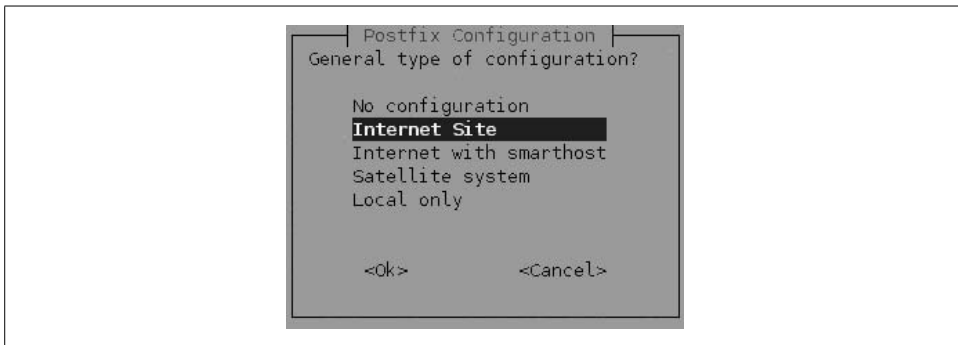 Postfix Configuration
General type of configuration?
No configuration
Internet Site
Internet with smarthost
Satellite system
Local only
<Ok> <Cancel>